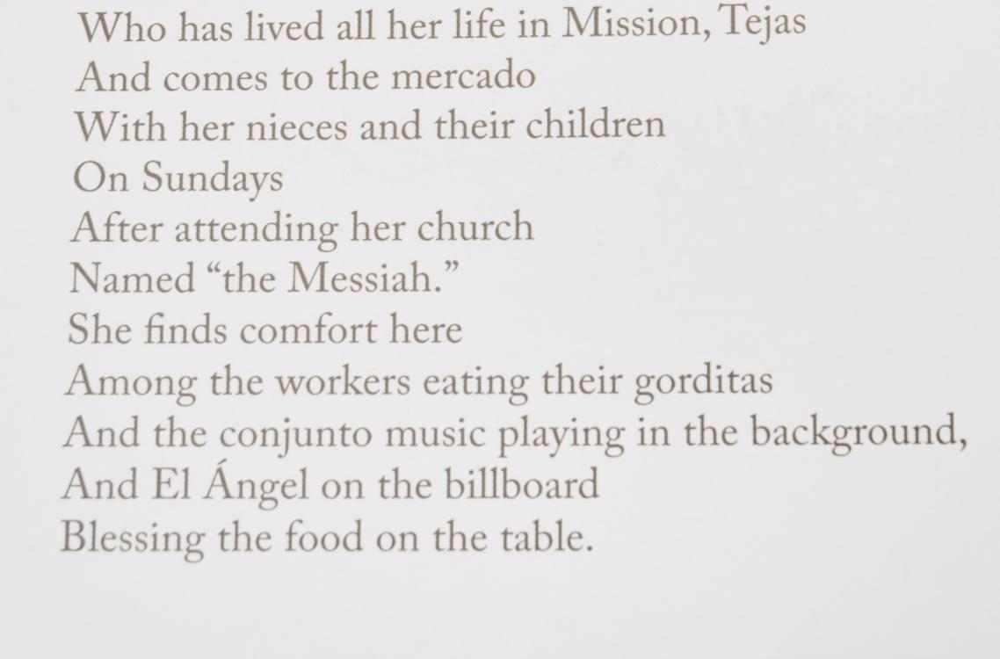 Who has lived all her life in Mission, Tejas
And comes to the mercado
With her nieces and their children
On Sundays
After attending her church
Named “the Messiah.”
She finds comfort here
Among the workers eating their gorditas
And the conjunto music playing in the background,
And El Ángel on the billboard
Blessing the food on the table.